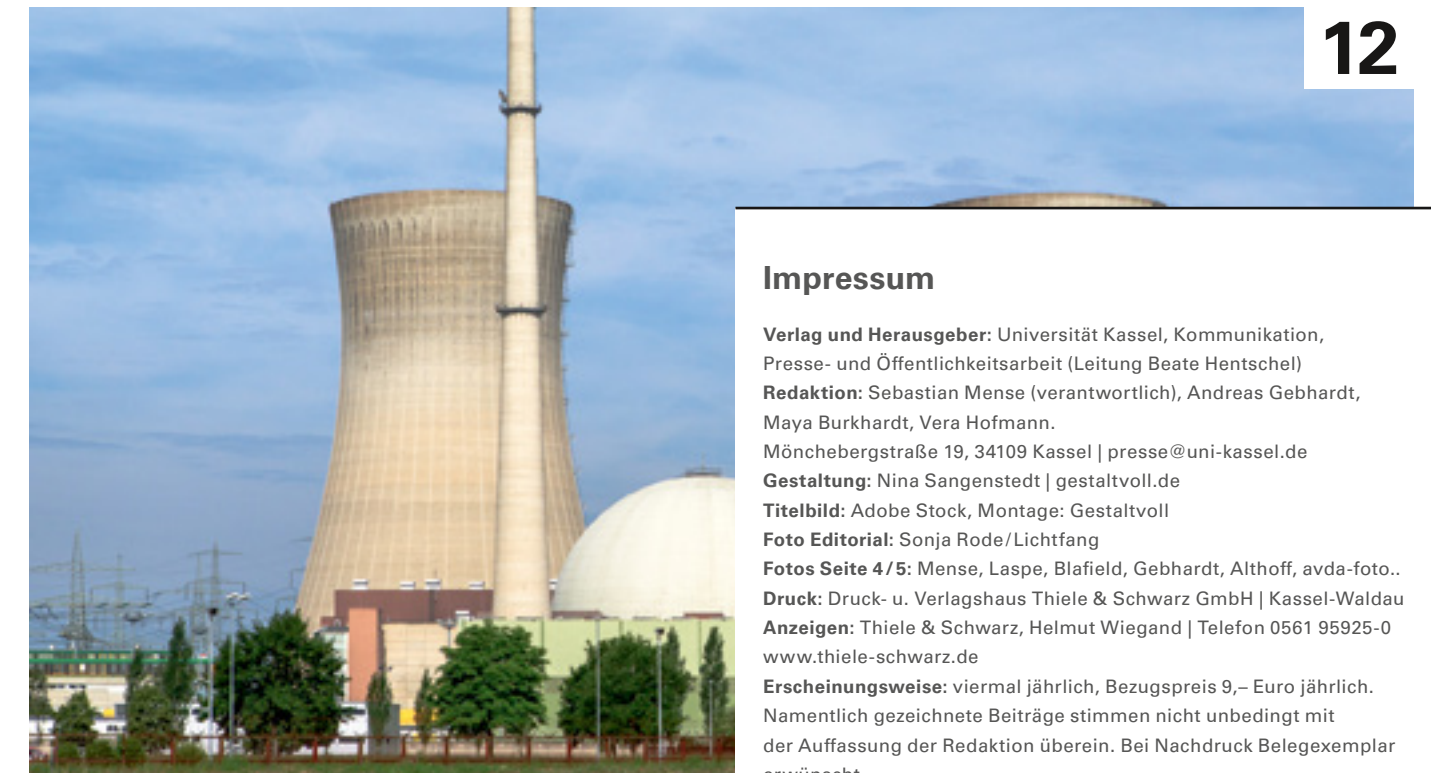 12
Impressum
Verlag und Herausgeber: Universität Kassel, Kommunikation,
Presse- und Öffentlichkeitsarbeit (Leitung Beate Hentschel)
Redaktion: Sebastian Mense (verantwortlich), Andreas Gebhardt,
Maya Burkhardt, Vera Hofmann.
Mönchebergstraße 19, 34109 Kassel | presse@uni-kassel.de
Gestaltung: Nina Sangenstedt | gestaltvoll.de
Titelbild: Adobe Stock, Montage: Gestaltvoll
Foto Editorial: Sonja Rode/Lichtfang
Fotos Seite 4/5: Mense, Laspe, Blafield, Gebhardt, Althoff, avda-foto..
Druck: Druck- u. Verlagshaus Thiele & Schwarz GmbH | Kassel-Waldau
Anzeigen: Thiele & Schwarz, Helmut Wiegand | Telefon 0561 95925-0
www.thiele-schwarz.de
Erscheinungsweise: viermal jährlich, Bezugspreis 9,– Euro jährlich.
Namentlich gezeichnete Beiträge stimmen nicht unbedingt mit
der Auffassung der Redaktion überein. Bei Nachdruck Belegexemplar